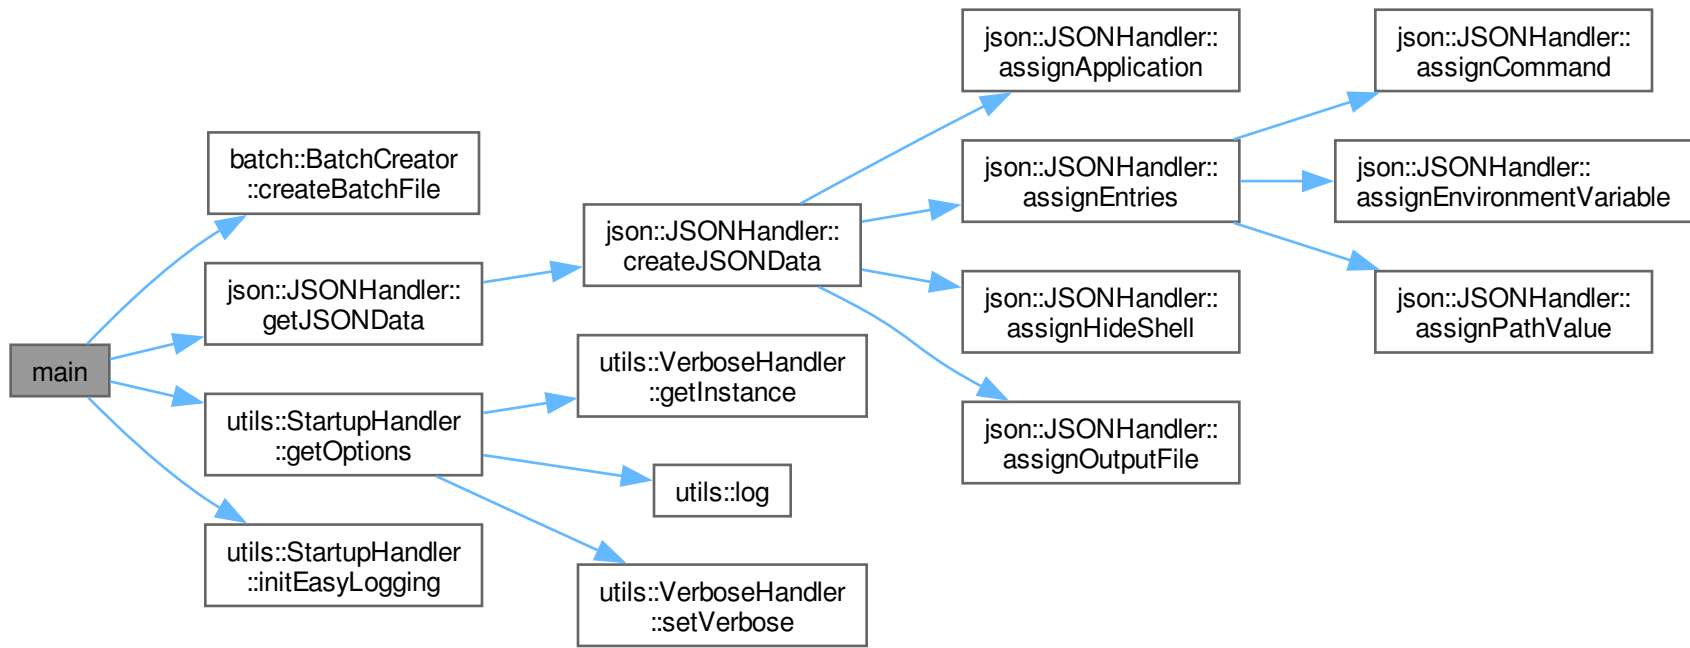 main
batch::BatchCreator
::createBatchFile
json::JSONHandler::
getJSONData
utils::StartupHandler
::getOptions
utils::StartupHandler
::initEasyLogging
json::JSONHandler::
createJSONData
utils::VerboseHandler
::getInstance
utils::log
utils::VerboseHandler
::setVerbose
json::JSONHandler::
assignApplication
json::JSONHandler::
assignEntries
json::JSONHandler::
assignHideShell
json::JSONHandler::
assignOutputFile
json::JSONHandler::
assignCommand
json::JSONHandler::
assignEnvironmentVariable
json::JSONHandler::
assignPathValue